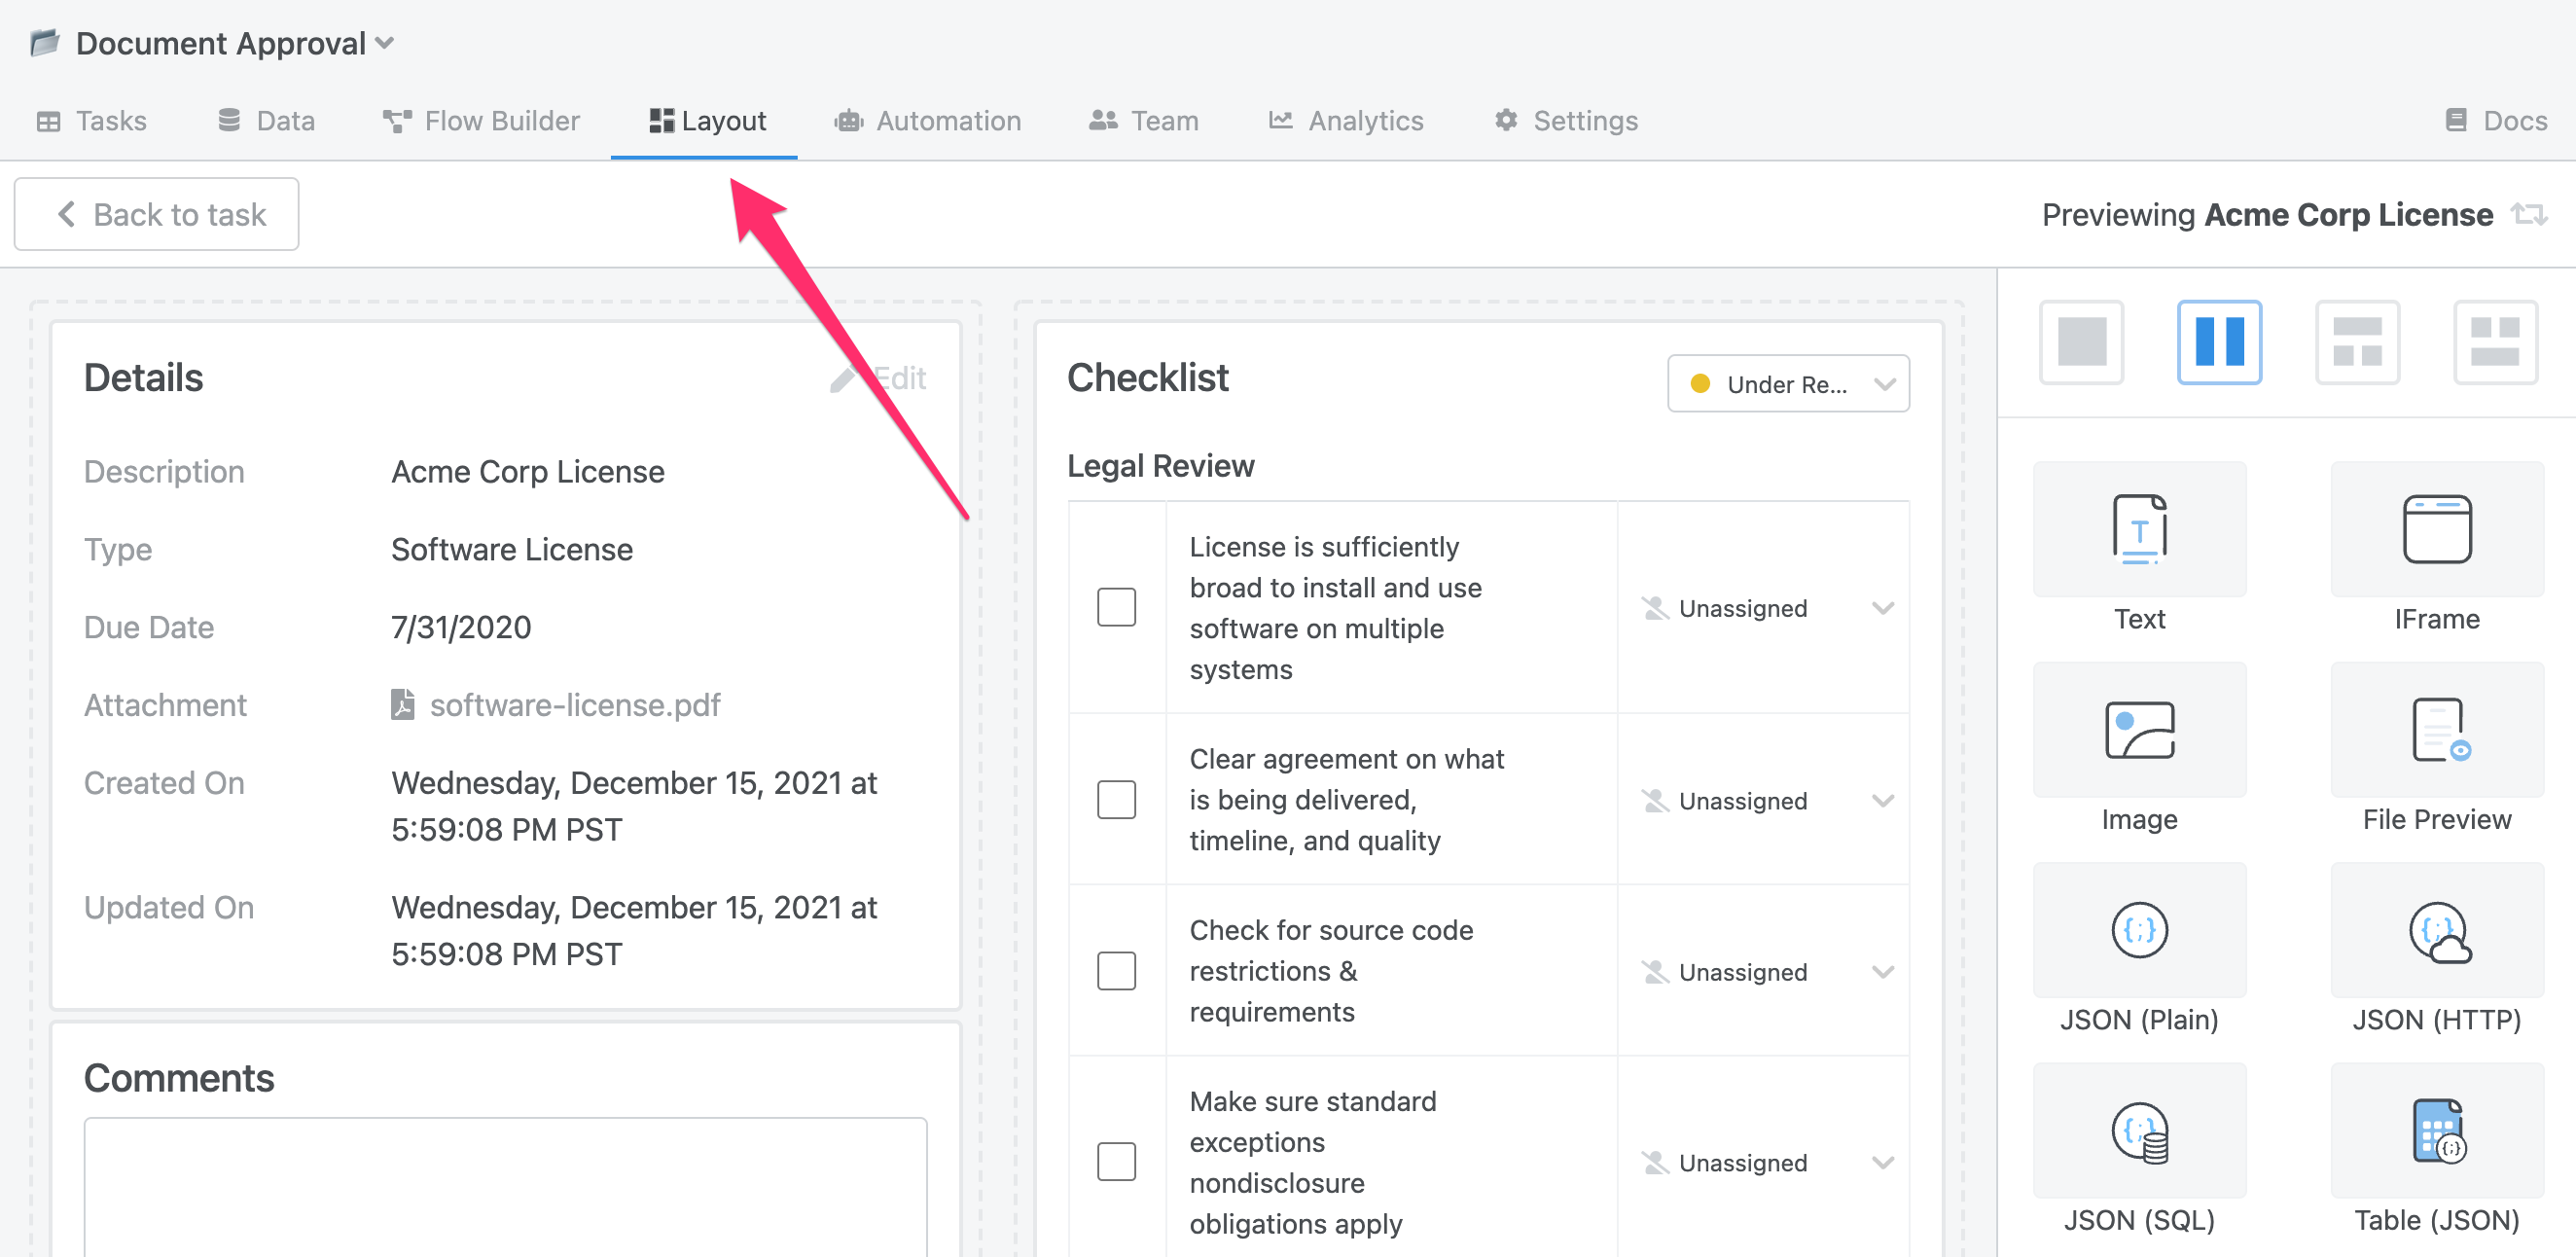 Document Approval
Tasks
Data
Flow Builder
Layout
Automation
Team
Analytics
Settings
Docs
Back to task
Previewing Acme Corp License
Details
Edit
Description
Acme Corp License
Type
Software License
Due Date
7/31/2020
Attachment
software-license.pdf
Created On
Wednesday, December 15, 2021 at
5:59:08 PM PST
Updated On
Wednesday, December 15, 2021 at
5:59:08 PM PST
Comments
Checklist
Under Re...
Legal Review
License is sufficiently
broad to install and use
software on multiple
systems
Unassigned
Clear agreement on what
is being delivered,
timeline, and quality
Unassigned
Check for source code
restrictions &
requirements
Unassigned
Make sure standard
exceptions
nondisclosure
obligations apply
Unassigned
T
Text
IFrame
Image
File Preview
{;}
JSON (Plain)
{;}
JSON (HTTP)
{;}
JSON (SQL)
{;}
Table (JSON)